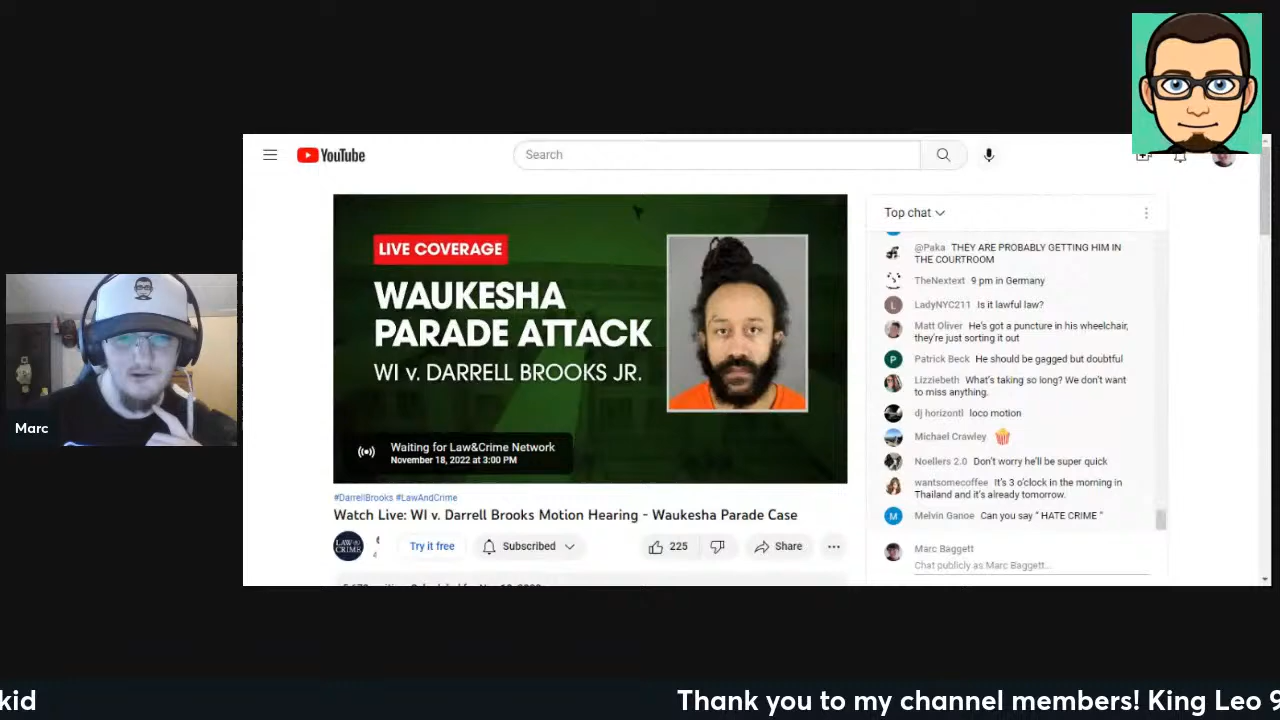 YouTube
Search
LIVE COVERAGE
WAUKESHA
PARADE ATTACK
WI v. DARRELL BROOKS JR.
Waiting for Law&Crime Network
November 18, 2022 at 3:00 PM
#DarrellBrooks #LawAndCrime
Watch Live: WI v. Darrell Brooks Motion Hearing - Waukesha Parade Case
LAW&
CRIME
Try it free
Subscribed
225
Share
Top chat
@Paka THEY ARE PROBABLY GETTING HIM IN
THE COURTROOM
TheNextext 9 pm in Germany
L
LadyNYC211 Is it lawful law?
Matt Oliver He's got a puncture in his wheelchair,
they're just sorting it out
P
Patrick Beck He should be gagged but doubtful
Lizziebeth What's taking so long? We don't want
to miss anything.
dj horizontl loco motion
Michael Crawley
Noellers 2.0 Don't worry he'll be super quick
wantsomecoffee It's 3 o'clock in the morning in
Thailand and it's already tomorrow.
M
Melvin Ganoe Can you say " HATE CRIME "
Marc Baggett
Chat publicly as Marc Baggett...
Marc
kid
Thank you to my channel members! King Leo 9